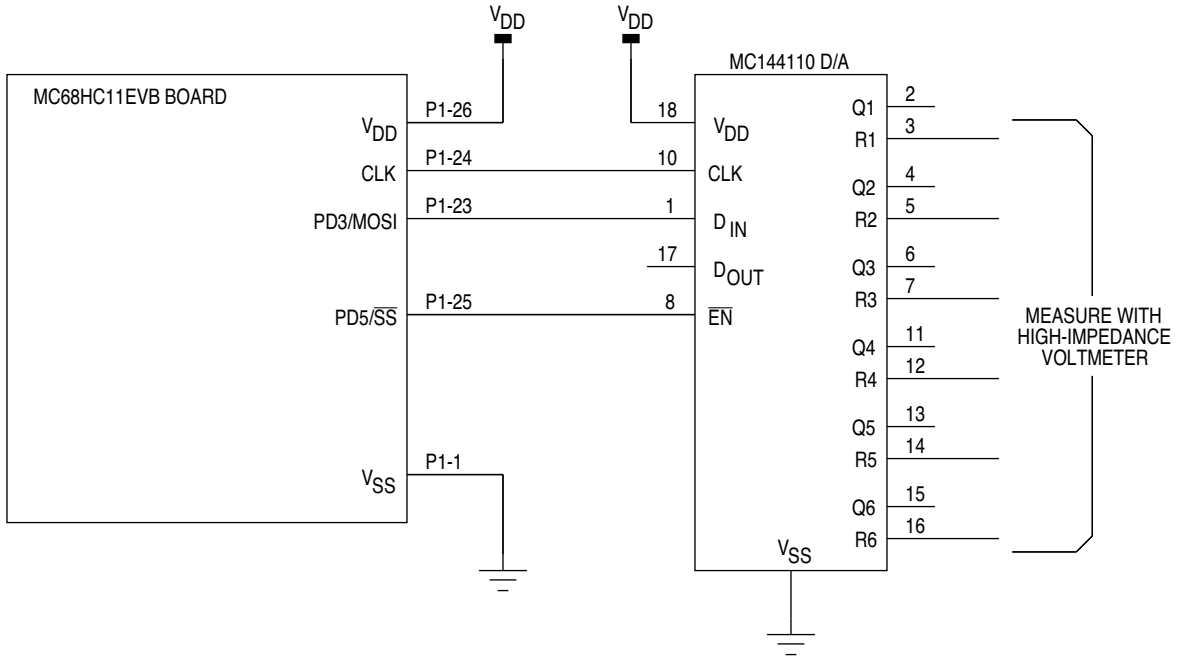 VDD
VDD
MC144110 D/A
MC68HC11EVB BOARD
VDD P1-26
18 VDD
CLK P1-24
10 CLK
PD3/MOSI P1-23
1 DIN
17 DOUT
PD5/SS P1-25
8 EN
VSS P1-1
Q1 2
R1 3
Q2 4
R2 5
Q3 6
R3 7
Q4 11
R4 12
Q5 13
R5 14
Q6 15
R6 16
VSS
MEASURE WITH
HIGH-IMPEDANCE
VOLTMETER